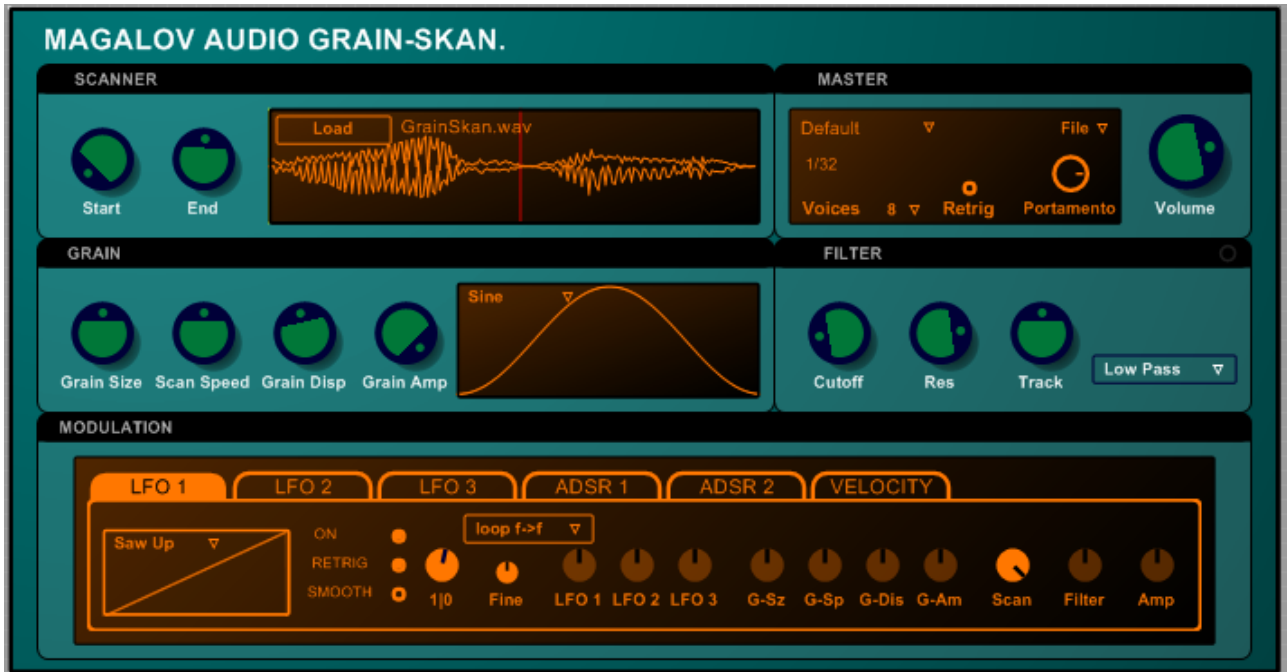 MAGALOV AUDIO GRAIN-SKAN.
SCANNER
Load GrainSkan.wav
Start End
MASTER
Default File
1/32
Voices 8 Retrig Portamento Volume
GRAIN
Sine
Grain Size Scan Speed Grain Disp Grain Amp
FILTER
Low Pass
Cutoff Res Track
MODULATION
LFO 1 LFO 2 LFO 3 ADSR 1 ADSR 2 VELOCITY
Saw Up
ON
RETRIG
SMOOTH
loop f->f
1|0 Fine LFO 1 LFO 2 LFO 3 G-Sz G-Sp G-Dis G-Am Scan Filter Amp